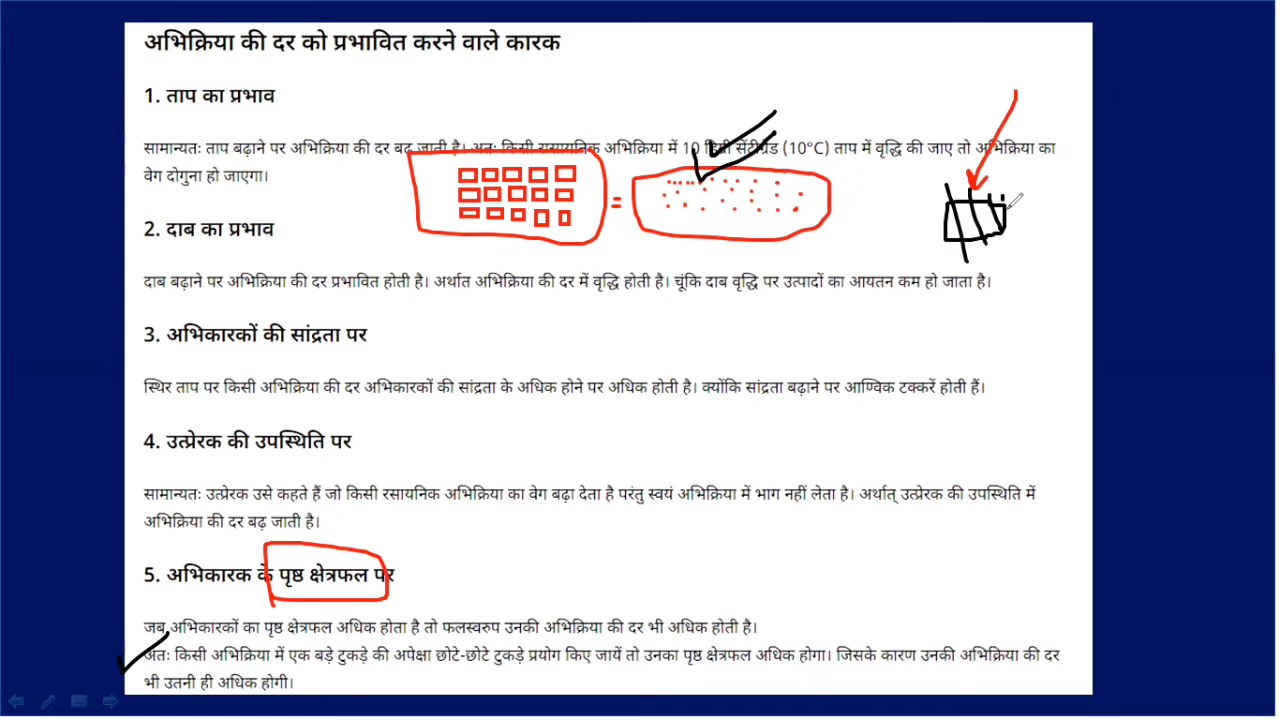 अभिक्रिया की दर को प्रभावित करने वाले कारक
1. ताप का प्रभाव
सामान्यतः ताप बढ़ाने पर अभिक्रिया की दर बढ़ जाती है। अतः किसी रासायनिक अभिक्रिया में 10 डिग्री सेंटीग्रेड (10°C) ताप में वृद्धि की जाए तो अभिक्रिया का
वेग दोगुना हो जाएगा।
=
2. दाब का प्रभाव
दाब बढ़ाने पर अभिक्रिया की दर प्रभावित होती है। अर्थात अभिक्रिया की दर में वृद्धि होती है। चूंकि दाब वृद्धि पर उत्पादों का आयतन कम हो जाता है।
3. अभिकारकों की सांद्रता पर
स्थिर ताप पर किसी अभिक्रिया की दर अभिकारकों की सांद्रता के अधिक होने पर अधिक होती है। क्योंकि सांद्रता बढ़ाने पर आण्विक टक्करें होती हैं।
4. उत्प्रेरक की उपस्थिति पर
सामान्यतः उत्प्रेरक उसे कहते हैं जो किसी रसायनिक अभिक्रिया का वेग बढ़ा देता है परंतु स्वयं अभिक्रिया में भाग नहीं लेता है। अर्थात् उत्प्रेरक की उपस्थिति में
अभिक्रिया की दर बढ़ जाती है।
5. अभिकारक के पृष्ठ क्षेत्रफल पर
जब अभिकारकों का पृष्ठ क्षेत्रफल अधिक होता है तो फलस्वरुप उनकी अभिक्रिया की दर भी अधिक होती है।
अतः किसी अभिक्रिया में एक बड़े टुकड़े की अपेक्षा छोटे-छोटे टुकड़े प्रयोग किए जायें तो उनका पृष्ठ क्षेत्रफल अधिक होगा। जिसके कारण उनकी अभिक्रिया की दर
भी उतनी ही अधिक होगी।